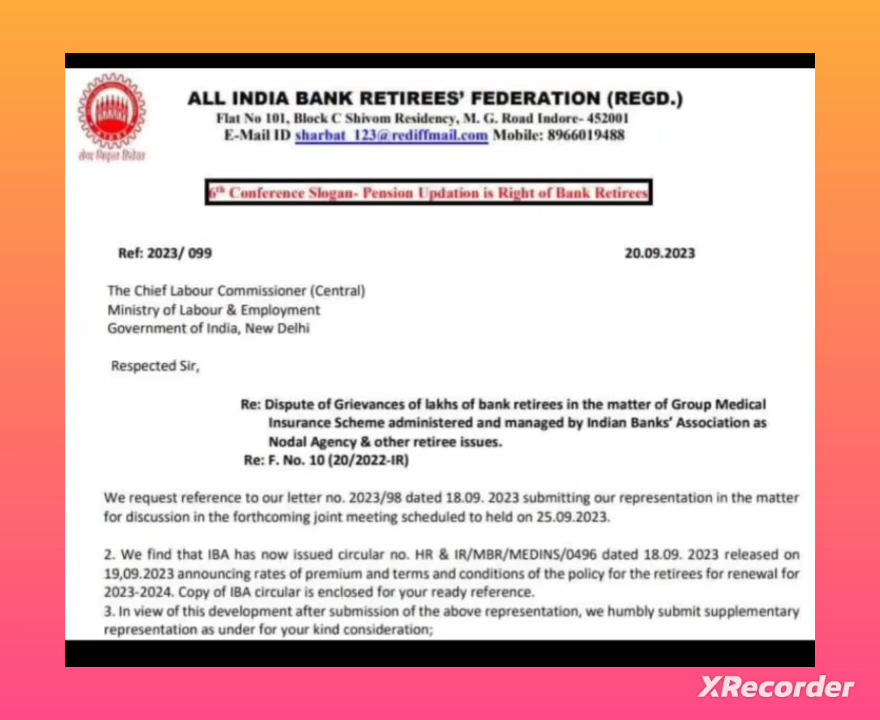 ALL INDIA BANK RETIREES' FEDERATION (REGD.)
Flat No 101, Block C Shivom Residency, M. G. Road Indore- 452001
E-Mail ID sharbat_123@rediffmail.com Mobile: 8966019488
6th Conference Slogan- Pension Updation is Right of Bank Retirees
Ref: 2023/ 099 20.09.2023
The Chief Labour Commissioner (Central)
Ministry of Labour & Employment
Government of India, New Delhi
Respected Sir,
Re: Dispute of Grievances of lakhs of bank retirees in the matter of Group Medical
Insurance Scheme administered and managed by Indian Banks' Association as
Nodal Agency & other retiree issues.
Re: F. No. 10 (20/2022-IR)
We request reference to our letter no. 2023/98 dated 18.09. 2023 submitting our representation in the matter
for discussion in the forthcoming joint meeting scheduled to held on 25.09.2023.
2. We find that IBA has now issued circular no. HR & IR/MBR/MEDINS/0496 dated 18.09. 2023 released on
19,09.2023 announcing rates of premium and terms and conditions of the policy for the retirees for renewal for
2023-2024. Copy of IBA circular is enclosed for your ready reference.
3. In view of this development after submission of the above representation, we humbly submit supplementary
representation as under for your kind consideration;
XRecorder